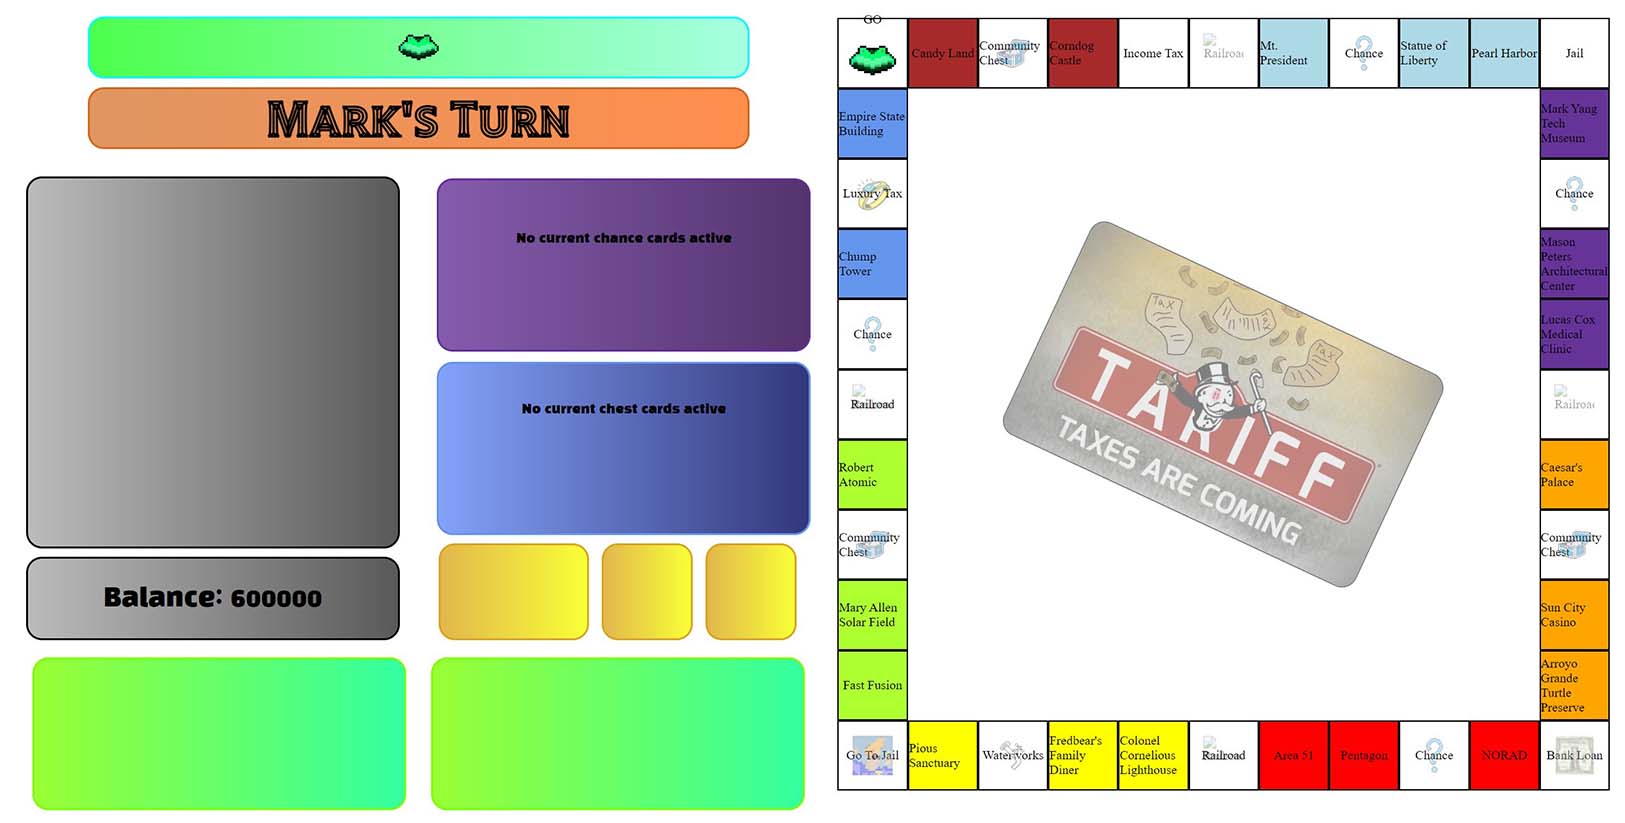 MARK'S TURN
No current chance cards active
No current chest cards active
Balance: 600000
GO
Candy Land
Community
Chest
Corndog
Castle
Income Tax
Railroad
Mt.
President
Chance
Statue of
Liberty
Pearl Harbor
Jail
Empire State
Building
Mark Yang
Tech
Museum
Luxury Tax
Chance
Chump
Tower
Mason
Peters
Architectural
Center
Chance
Lucas Cox
Medical
Clinic
Railroad
Railroad
Robert
Atomic
Caesar's
Palace
Community
Chest
Community
Chest
Mary Allen
Solar Field
Sun City
Casino
Fast Fusion
Arroyo
Grande
Turtle
Preserve
Tax
Tax
Tax
TARIFF
TAXES ARE COMING
Go To Jail
Pious
Sanctuary
Waterworks
Fredbear's
Family
Diner
Colonel
Cornelious
Lighthouse
Railroad
Area 51
Pentagon
Chance
NORAD
Bank Loan